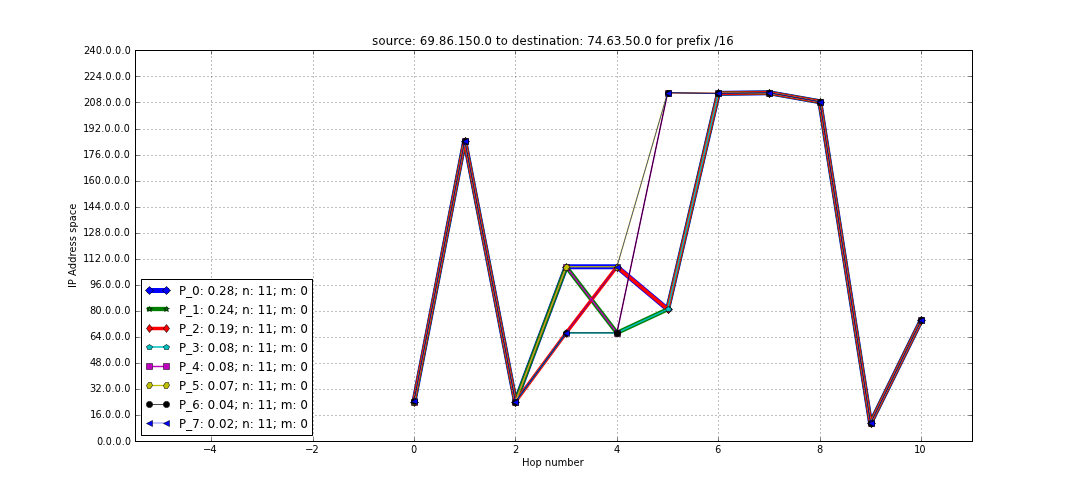 source: 69.86.150.0 to destination: 74.63.50.0 for prefix /16
240.0.0.0
224.0.0.0
208.0.0.0
192.0.0.0
176.0.0.0
160.0.0.0
144.0.0.0
128.0.0.0
112.0.0.0
96.0.0.0
80.0.0.0
64.0.0.0
48.0.0.0
32.0.0.0
16.0.0.0
0.0.0.0
IP Address space
P_0: 0.28; n: 11; m: 0
P_1: 0.24; n: 11; m: 0
P_2: 0.19; n: 11; m: 0
P_3: 0.08; n: 11; m: 0
P_4: 0.08; n: 11; m: 0
P_5: 0.07; n: 11; m: 0
P_6: 0.04; n: 11; m: 0
P_7: 0.02; n: 11; m: 0
−4 −2 0 2 4 6 8 10
Hop number